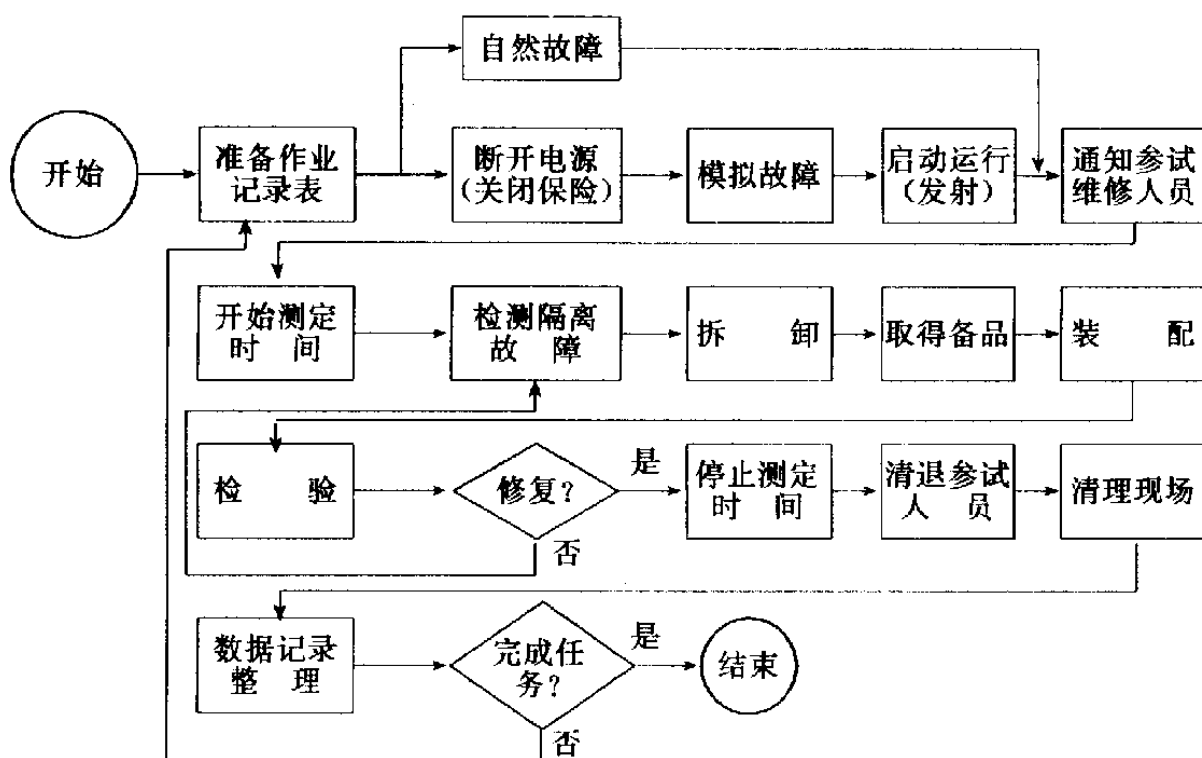 自然故障
开始
准备作业
记录表
断开电源
(关闭保险)
模拟故障
启动运行
(发射)
通知参试
维修人员
开始测定
时 间
检测隔离
故 障
拆 卸
取得备品
装 配
检 验
修复?
是
否
停止测定
时 间
清退参试
人 员
清理现场
数据记录
整 理
完成任
务?
是
否
结束